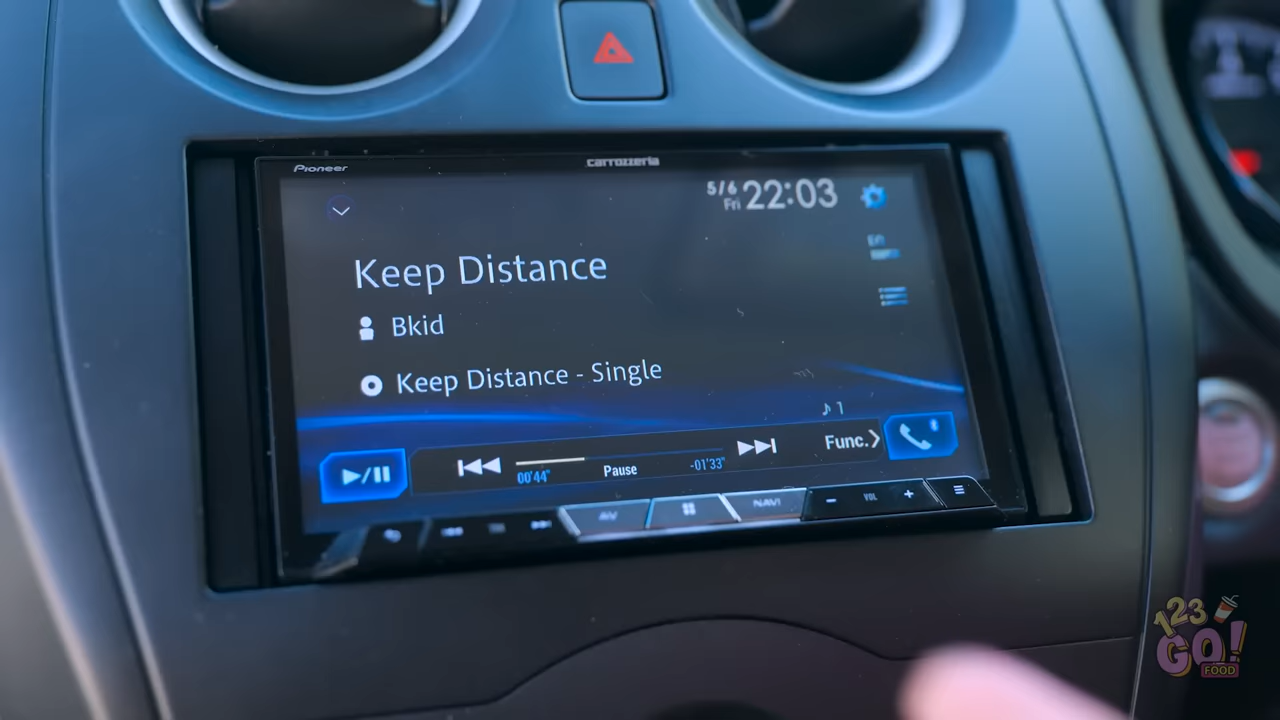 Pioneer
carrozzeria
5/6
Fri
22:03
Keep Distance
Bkid
Keep Distance - Single
♪ 1
Func.
00'44"
Pause
-01'33"
AV
NAVI
- VOL +
123
GO!
FOOD